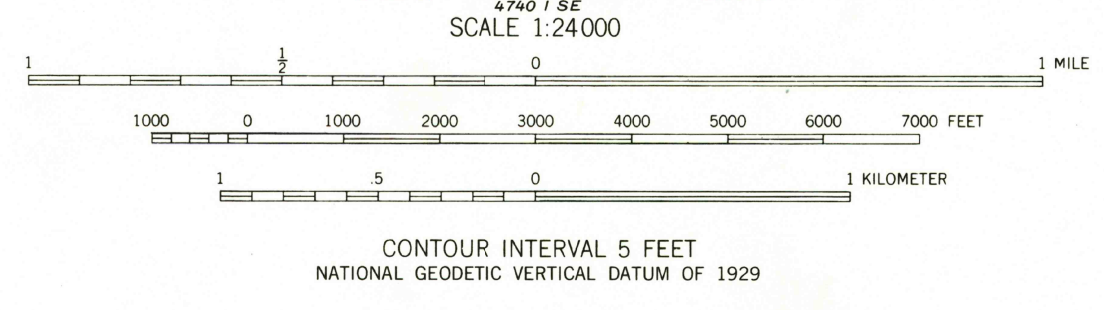 4740 I SE
SCALE 1:24000
1 1/2 0 1 MILE
1000 0 1000 2000 3000 4000 5000 6000 7000 FEET
1 .5 0 1 KILOMETER
CONTOUR INTERVAL 5 FEET
NATIONAL GEODETIC VERTICAL DATUM OF 1929